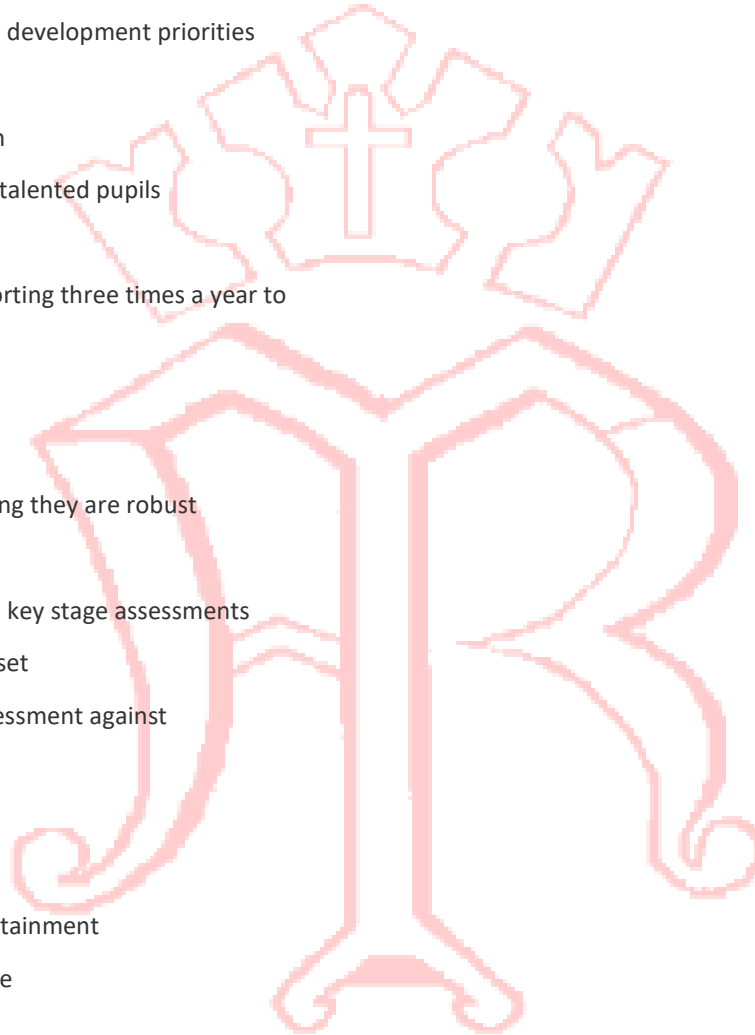 development priorities
n
talented pupils
orting three times a year to
ng they are robust
key stage assessments
set
essment against
tainment
e